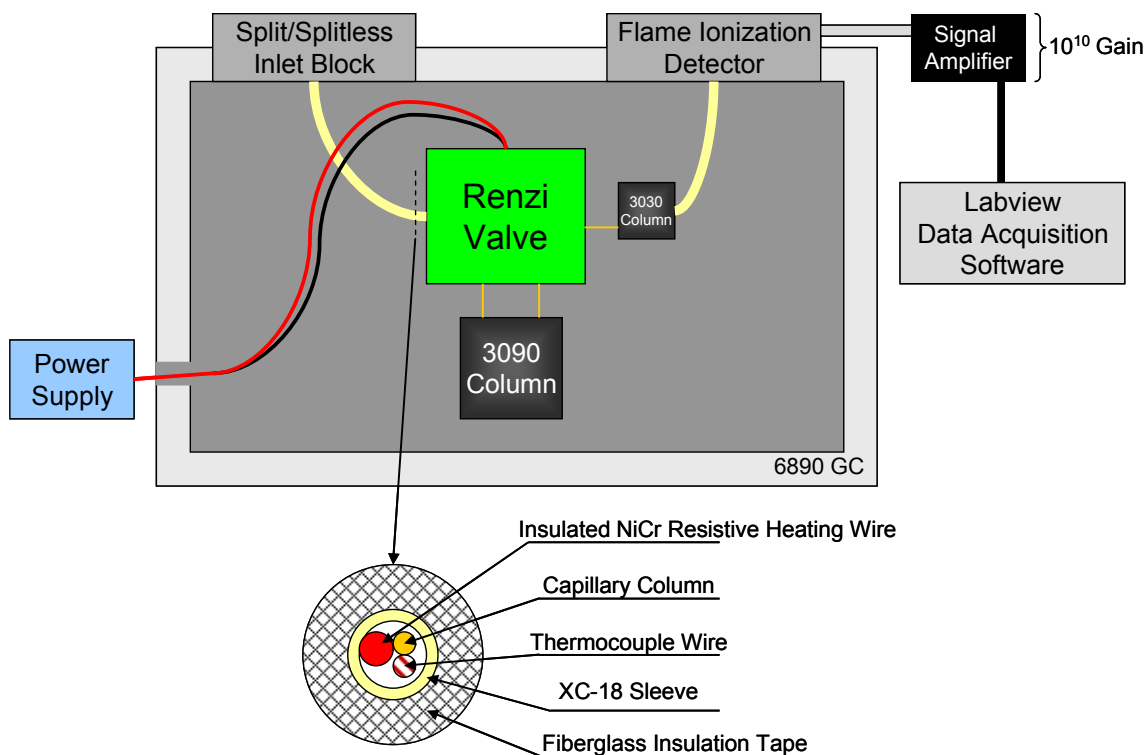 Split/Splitless
Inlet Block
Flame Ionization
Detector
Signal
Amplifier
10¹⁰ Gain
Renzi
Valve
3030
Column
Labview
Data Acquisition
Software
Power
Supply
3090
Column
6890 GC
Insulated NiCr Resistive Heating Wire
Capillary Column
Thermocouple Wire
XC-18 Sleeve
Fiberglass Insulation Tape